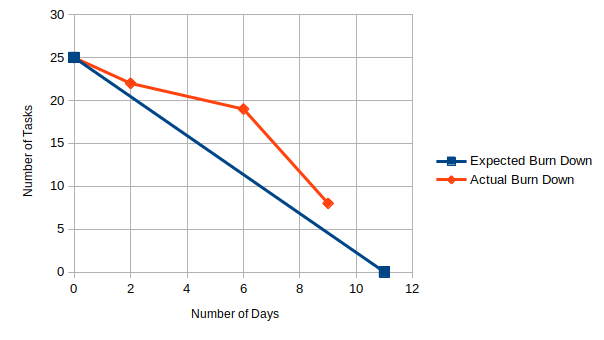 30
25
20
15
10
5
0
0 2 4 6 8 10 12
Number of Tasks
Number of Days
Expected Burn Down
Actual Burn Down